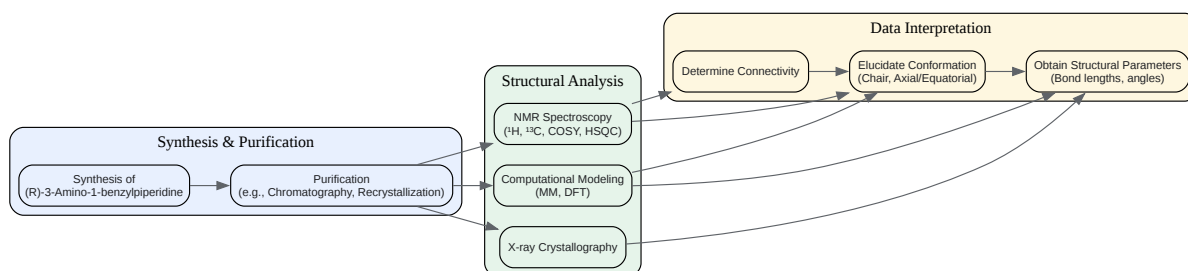 Synthesis & Purification
Synthesis of
(R)-3-Amino-1-benzylpiperidine
Purification
(e.g., Chromatography, Recrystallization)
Structural Analysis
NMR Spectroscopy
(¹H, ¹³C, COSY, HSQC)
Computational Modeling
(MM, DFT)
X-ray Crystallography
Data Interpretation
Determine Connectivity
Elucidate Conformation
(Chair, Axial/Equatorial)
Obtain Structural Parameters
(Bond lengths, angles)